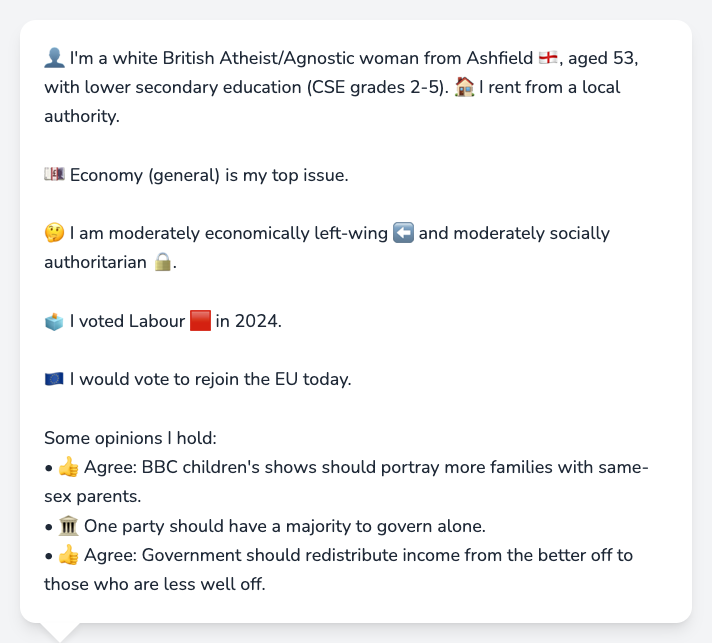 👤 I'm a white British Atheist/Agnostic woman from Ashfield 🏴󠁧󠁢󠁥󠁮󠁧󠁿, aged 53,
with lower secondary education (CSE grades 2-5). 🏠 I rent from a local
authority.
💷 Economy (general) is my top issue.
🤔 I am moderately economically left-wing ⬅️ and moderately socially
authoritarian 🔒.
🗳️ I voted Labour 🟥 in 2024.
🇪🇺 I would vote to rejoin the EU today.
Some opinions I hold:
• 👍 Agree: BBC children's shows should portray more families with same-
sex parents.
• 🏛️ One party should have a majority to govern alone.
• 👍 Agree: Government should redistribute income from the better off to
those who are less well off.